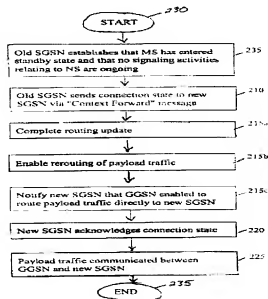 230
START
Old SGSN establishes that MS has entered
standby state and that no signaling activities
relating to NS are ongoing
235
Old SGSN sends connection state to new
SGSN via "Context Forward" message
210
Complete routing update
215a
Enable rerouting of payload traffic
215b
Notify new SGSN that GGSN enabled to
route payload traffic directly to new SGSN
215c
New SGSN acknowledges connection state
220
Payload traffic communicated between
GGSN and new SGSN
225
END
235